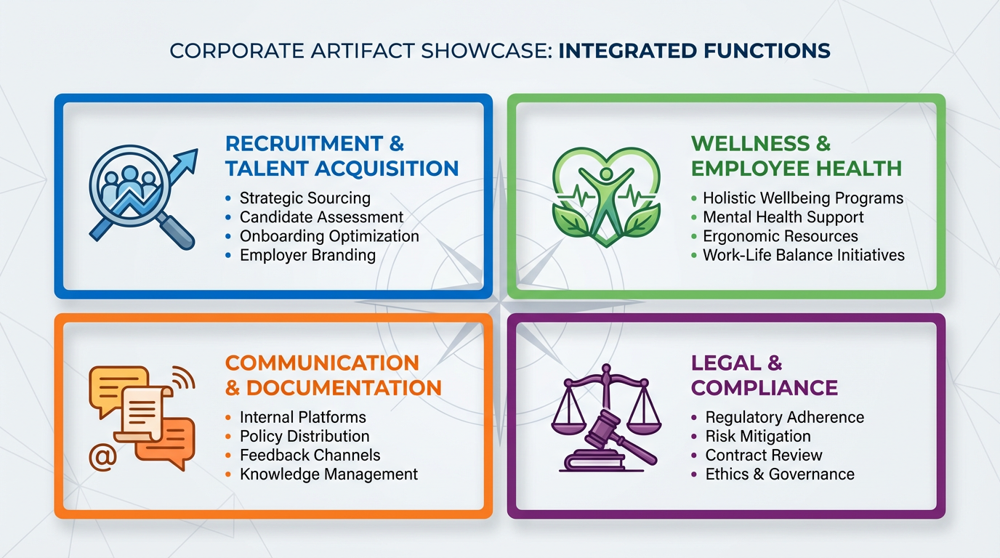 CORPORATE ARTIFACT SHOWCASE: INTEGRATED FUNCTIONS
RECRUITMENT &
TALENT ACQUISITION
• Strategic Sourcing
• Candidate Assessment
• Onboarding Optimization
• Employer Branding
WELLNESS &
EMPLOYEE HEALTH
• Holistic Wellbeing Programs
• Mental Health Support
• Ergonomic Resources
• Work-Life Balance Initiatives
@
COMMUNICATION
& DOCUMENTATION
• Internal Platforms
• Policy Distribution
• Feedback Channels
• Knowledge Management
LEGAL &
COMPLIANCE
• Regulatory Adherence
• Risk Mitigation
• Contract Review
• Ethics & Governance